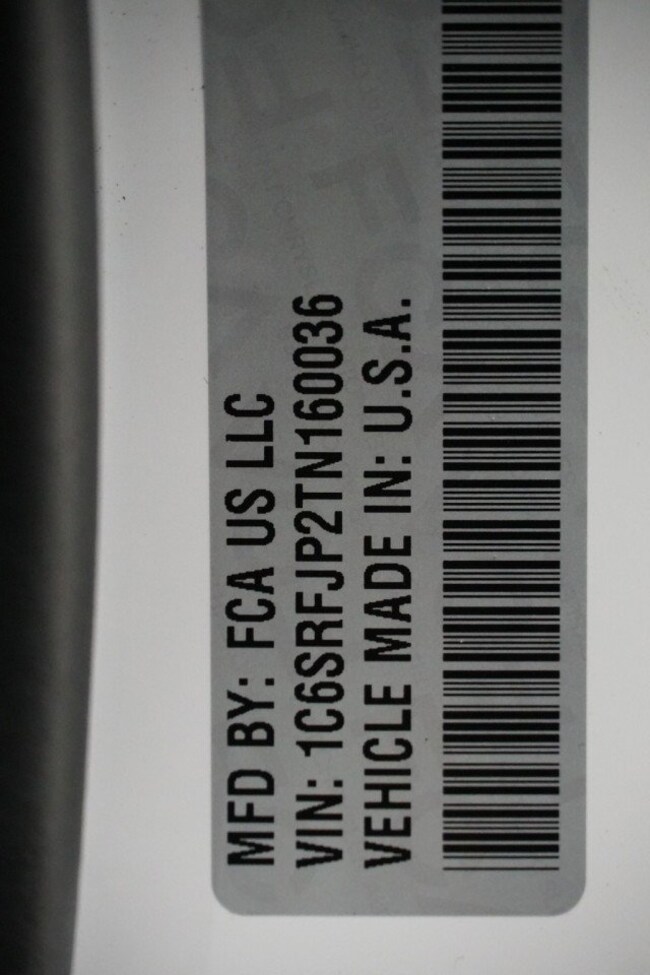 MFD BY: FCA US LLC
VIN: 1C6SRFJP2TN160036
VEHICLE MADE IN: U.S.A.